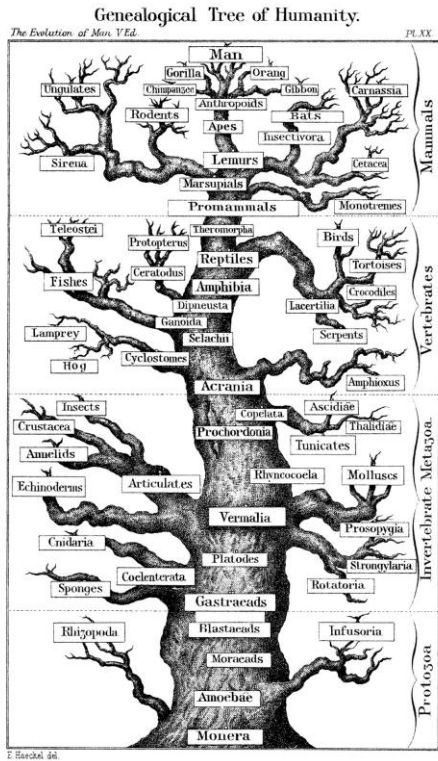 Genealogical Tree of Humanity.
The Evolution of Man V.Ed.
PL.XX.
Man
Gorilla
Orang
Ungulates
Chimpanzee
Gibbon
Carnassia
Anthropoids
Rodents
Bats
Apes
Insectivora
Sirena
Lemurs
Cetacea
Marsupials
Promammals
Monotremes
Mammals
Teleostei
Theromorpha
Birds
Protopterus
Reptiles
Tortoises
Ceratodus
Fishes
Amphibia
Crocodiles
Dipneusta
Lacertilia
Ganoida
Lamprey
Selachii
Serpents
Cyclostomes
Hog
Acrania
Amphioxus
Vertebrates
Insects
Copelata
Ascidiae
Crustacea
Prochordonia
Thalidiae
Tunicates
Annelids
Articulates
Rhyncocoela
Molluscs
Echinoderms
Vermalia
Prosopygia
Cnidaria
Platodes
Strongylaria
Coelenterata
Sponges
Rotatoria
Gastraeads
Invertebrate Metazoa
Blastaeads
Rhizopoda
Infusoria
Moraeads
Amoebae
Monera
Protozoa
E. Haeckel del.